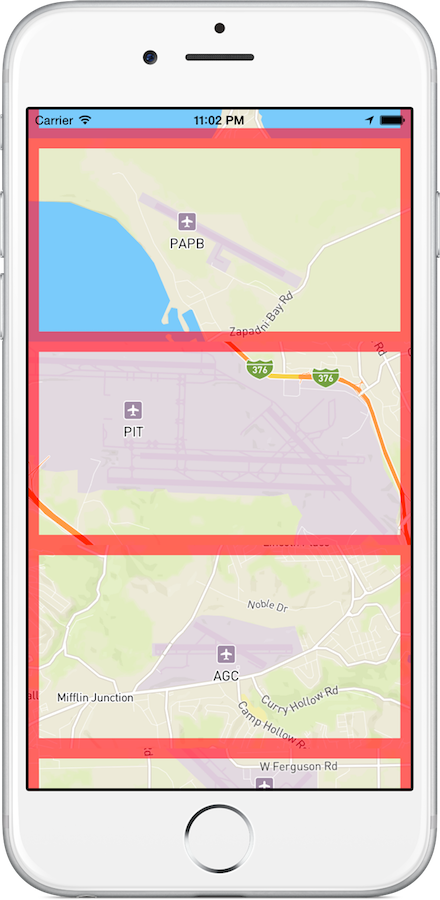 Carrier 11:02 PM
PAPB
Zapadni Bay Rd
Rd
376
376
PIT
Noble Dr
AGC
all
Mifflin Junction
Curry Hollow Rd
Camp Hollow R
W Ferguson Rd